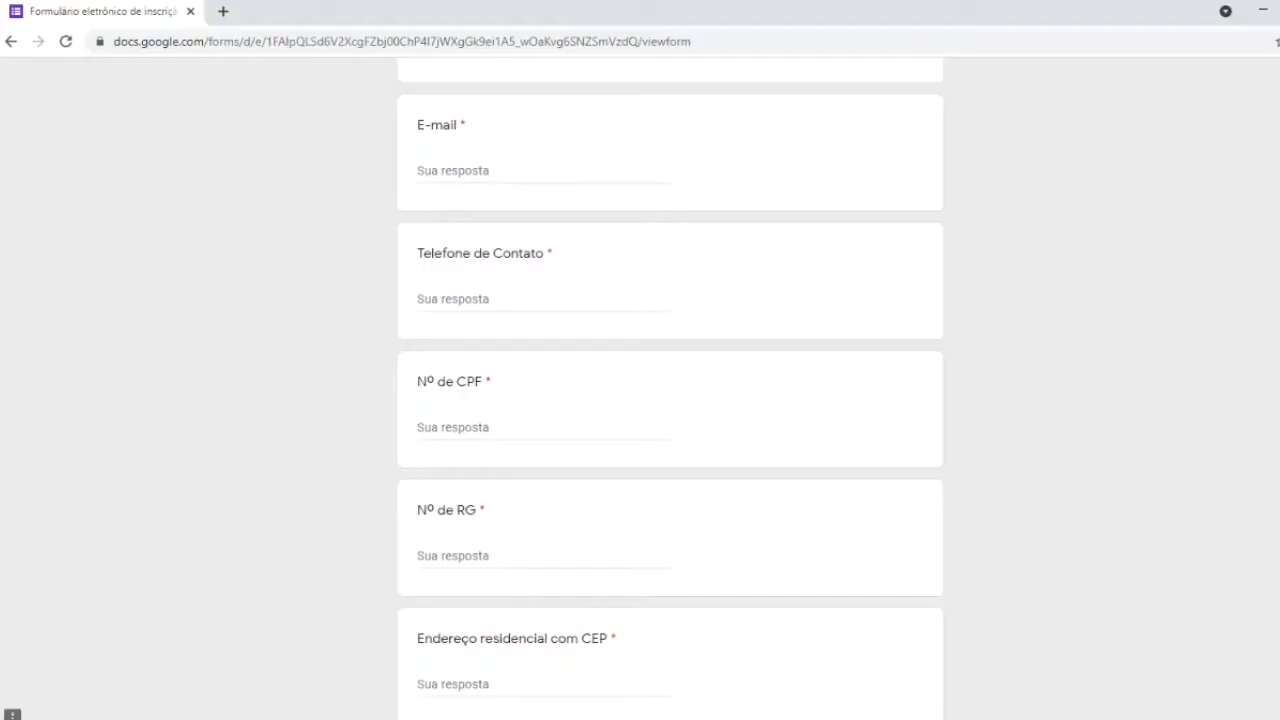 Formulário eletrônico de inscriçã
docs.google.com/forms/d/e/1FAIpQLSd6V2XcgFZbj00ChP4I7jWXgGk9ei1A5_wOaKvg6SNZSmVzdQ/viewform
E-mail *
Sua resposta
Telefone de Contato *
Sua resposta
Nº de CPF *
Sua resposta
Nº de RG *
Sua resposta
Endereço residencial com CEP *
Sua resposta